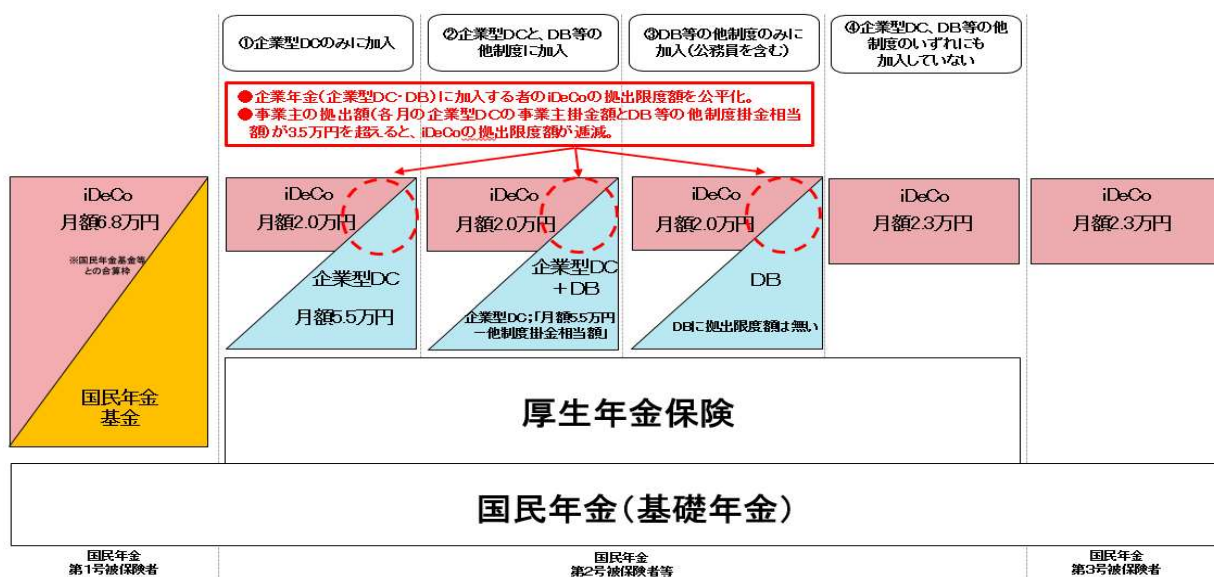 ①企業型DCのみに加入
②企業型DCと、DB等の
他制度に加入
③DB等の他制度のみに
加入(公務員を含む)
④企業型DC、DB等の他
制度のいずれにも
加入していない
●企業年金(企業型DC・DB)に加入する者のiDeCoの拠出限度額を公平化。
●事業主の拠出額(各月の企業型DCの事業主掛金額とDB等の他制度掛金相当
額)が3.5万円を超えると、iDeCoの拠出限度額が逓減。
iDeCo
月額6.8万円
※国民年金基金等
との合算枠
国民年金
基金
iDeCo
月額2.0万円
企業型DC
月額5.5万円
iDeCo
月額2.0万円
企業型DC
+DB
企業型DC;「月額5.5万円
－他制度掛金相当額」
iDeCo
月額2.0万円
DB
DBに拠出限度額は無い
iDeCo
月額2.3万円
iDeCo
月額2.3万円
厚生年金保険
国民年金(基礎年金)
国民年金
第1号被保険者
国民年金
第2号被保険者等
国民年金
第3号被保険者